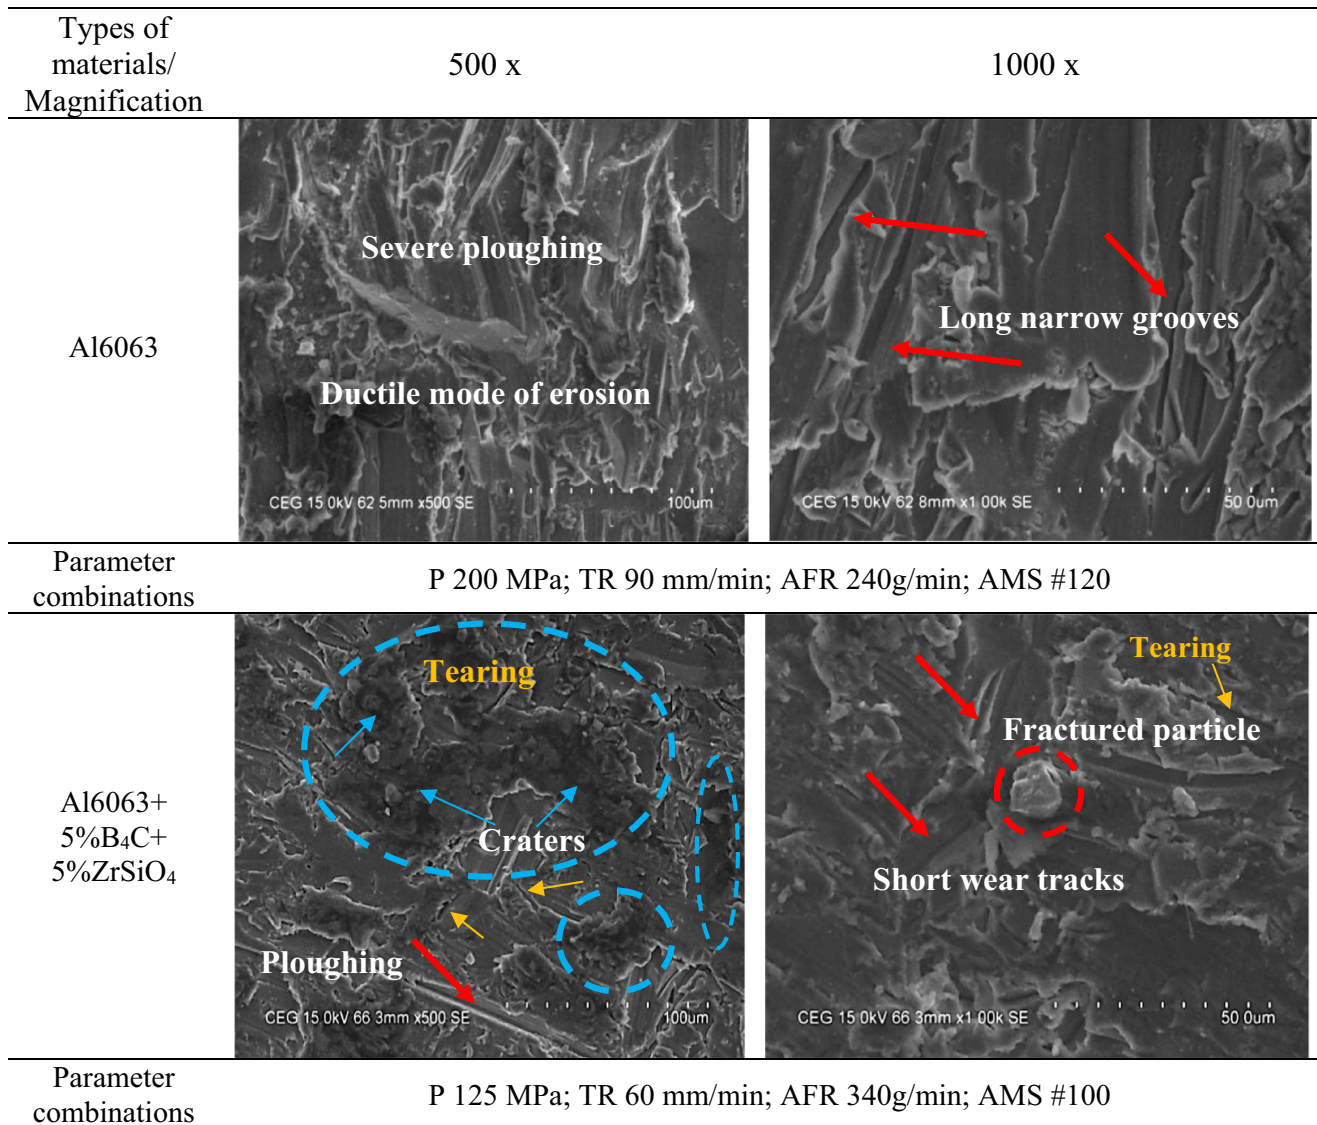 Types of
materials/
Magnification
500 x
1000 x
Al6063
Severe ploughing
Ductile mode of erosion
CEG 15.0kV 62.5mm x500 SE
100um
Long narrow grooves
CEG 15.0kV 62.8mm x1.00k SE
50.0um
Parameter
combinations
P 200 MPa; TR 90 mm/min; AFR 240g/min; AMS #120
Al6063+
5%B₄C+
5%ZrSiO₄
Tearing
Craters
Ploughing
CEG 15.0kV 66.3mm x500 SE
100um
Tearing
Fractured particle
Short wear tracks
CEG 15.0kV 66.3mm x1.00k SE
50.0um
Parameter
combinations
P 125 MPa; TR 60 mm/min; AFR 340g/min; AMS #100